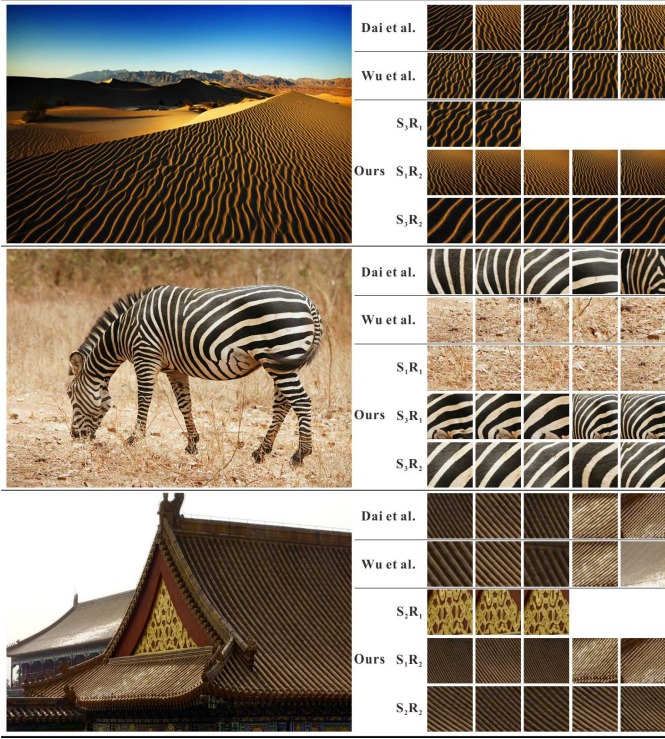 Dai et al.
Wu et al.
S₃R₁
Ours S₁R₂
S₃R₂
Dai et al.
Wu et al.
S₁R₁
Ours S₃R₁
S₃R₂
Dai et al.
Wu et al.
S₂R₁
Ours S₁R₂
S₂R₂